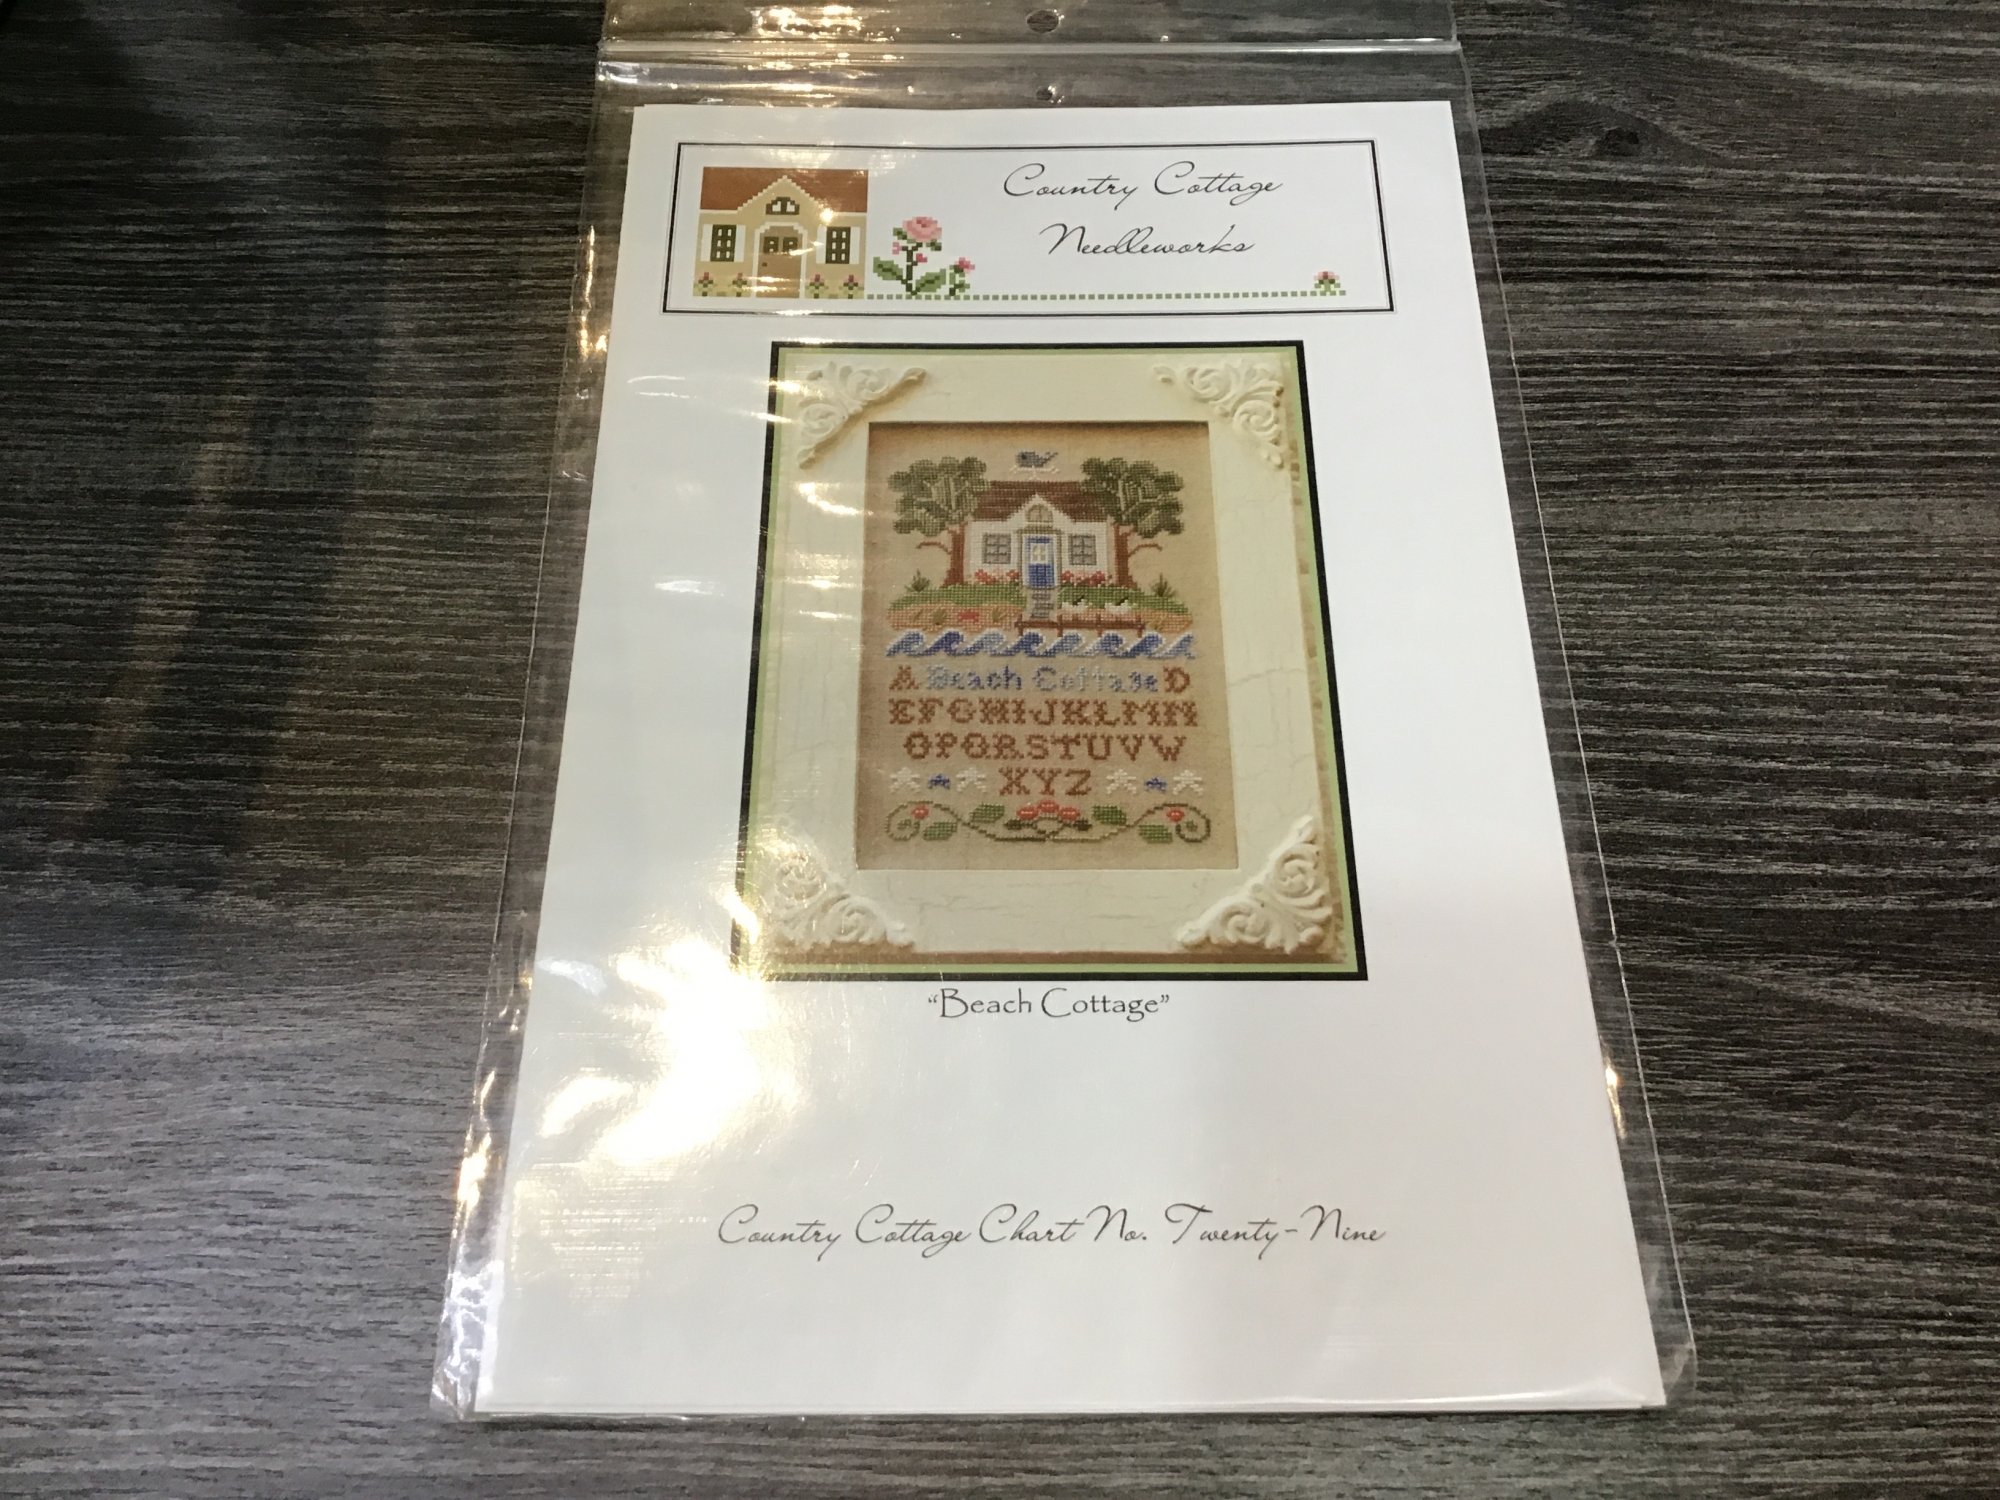 Country Cottage
Needleworks
A Beach Cottage D
EFGHIJKLMN
OPQRSTUVW
XYZ
“Beach Cottage”
Country Cottage Chart No. Twenty-Nine